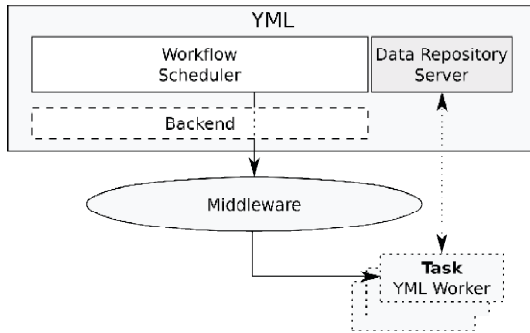 YML
Workflow
Scheduler
Data Repository
Server
Backend
Middleware
Task
YML Worker